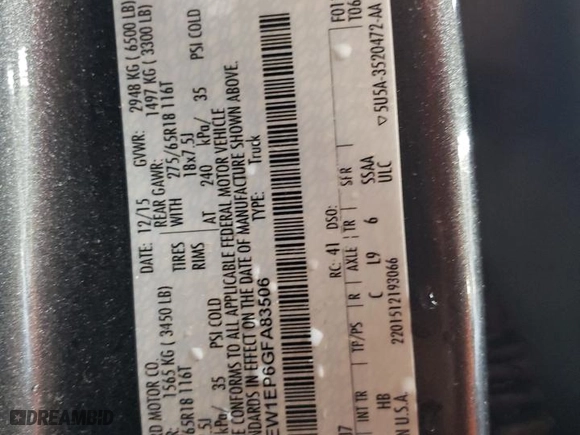 RD MOTOR CO. DATE: 12/15 GVWR: 2948 KG ( 6500 LB)
1565 KG ( 3450 LB) REAR GAWR: 1497 KG ( 3300 LB)
65R18 116T TIRES WITH 275/65R18 116T
5J RIMS 18x7.5J
35 PSI COLD AT 240 kPa/ 35 PSI COLD
E CONFORMS TO ALL APPLICABLE FEDERAL MOTOR VEHICLE
NDARDS IN EFFECT ON THE DATE OF MANUFACTURE SHOWN ABOVE.
EW1EP6GFA83506 TYPE: Truck
F01
T06
RC: 41 DSO:
INT TR TP/PS R AXLE TR SFR
HB C L9 6 SSAA
N U.S.A. 2201512193066 ULC ▽5U5A-3520472-AA
DREAMBID